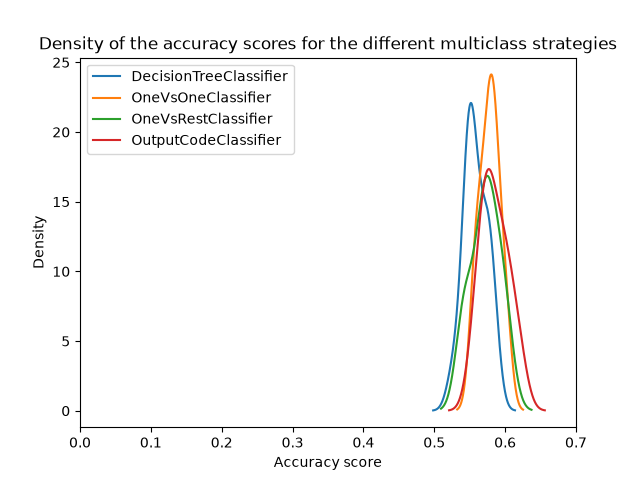 Density of the accuracy scores for the different multiclass strategies
25
20
15
10
5
0
Density
DecisionTreeClassifier
OneVsOneClassifier
OneVsRestClassifier
OutputCodeClassifier
0.0 0.1 0.2 0.3 0.4 0.5 0.6 0.7
Accuracy score